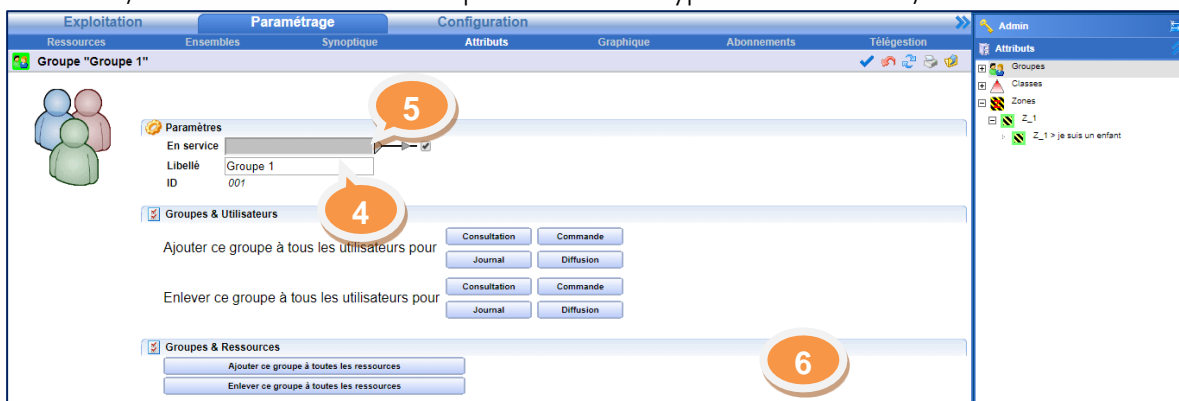 Exploitation Paramétrage Configuration
Ressources Ensembles Synoptique Attributs Graphique Abonnements Télégestion
Groupe "Groupe 1"
5
Paramètres
En service
Libellé Groupe 1
ID 001
4
Groupes & Utilisateurs
Ajouter ce groupe à tous les utilisateurs pour
Consultation Commande
Journal Diffusion
Enlever ce groupe à tous les utilisateurs pour
Consultation Commande
Journal Diffusion
Groupes & Ressources
Ajouter ce groupe à toutes les ressources
Enlever ce groupe à toutes les ressources
6
Admin
Attributs
Groupes
Classes
Zones
Z_1
Z_1 > je suis un enfant